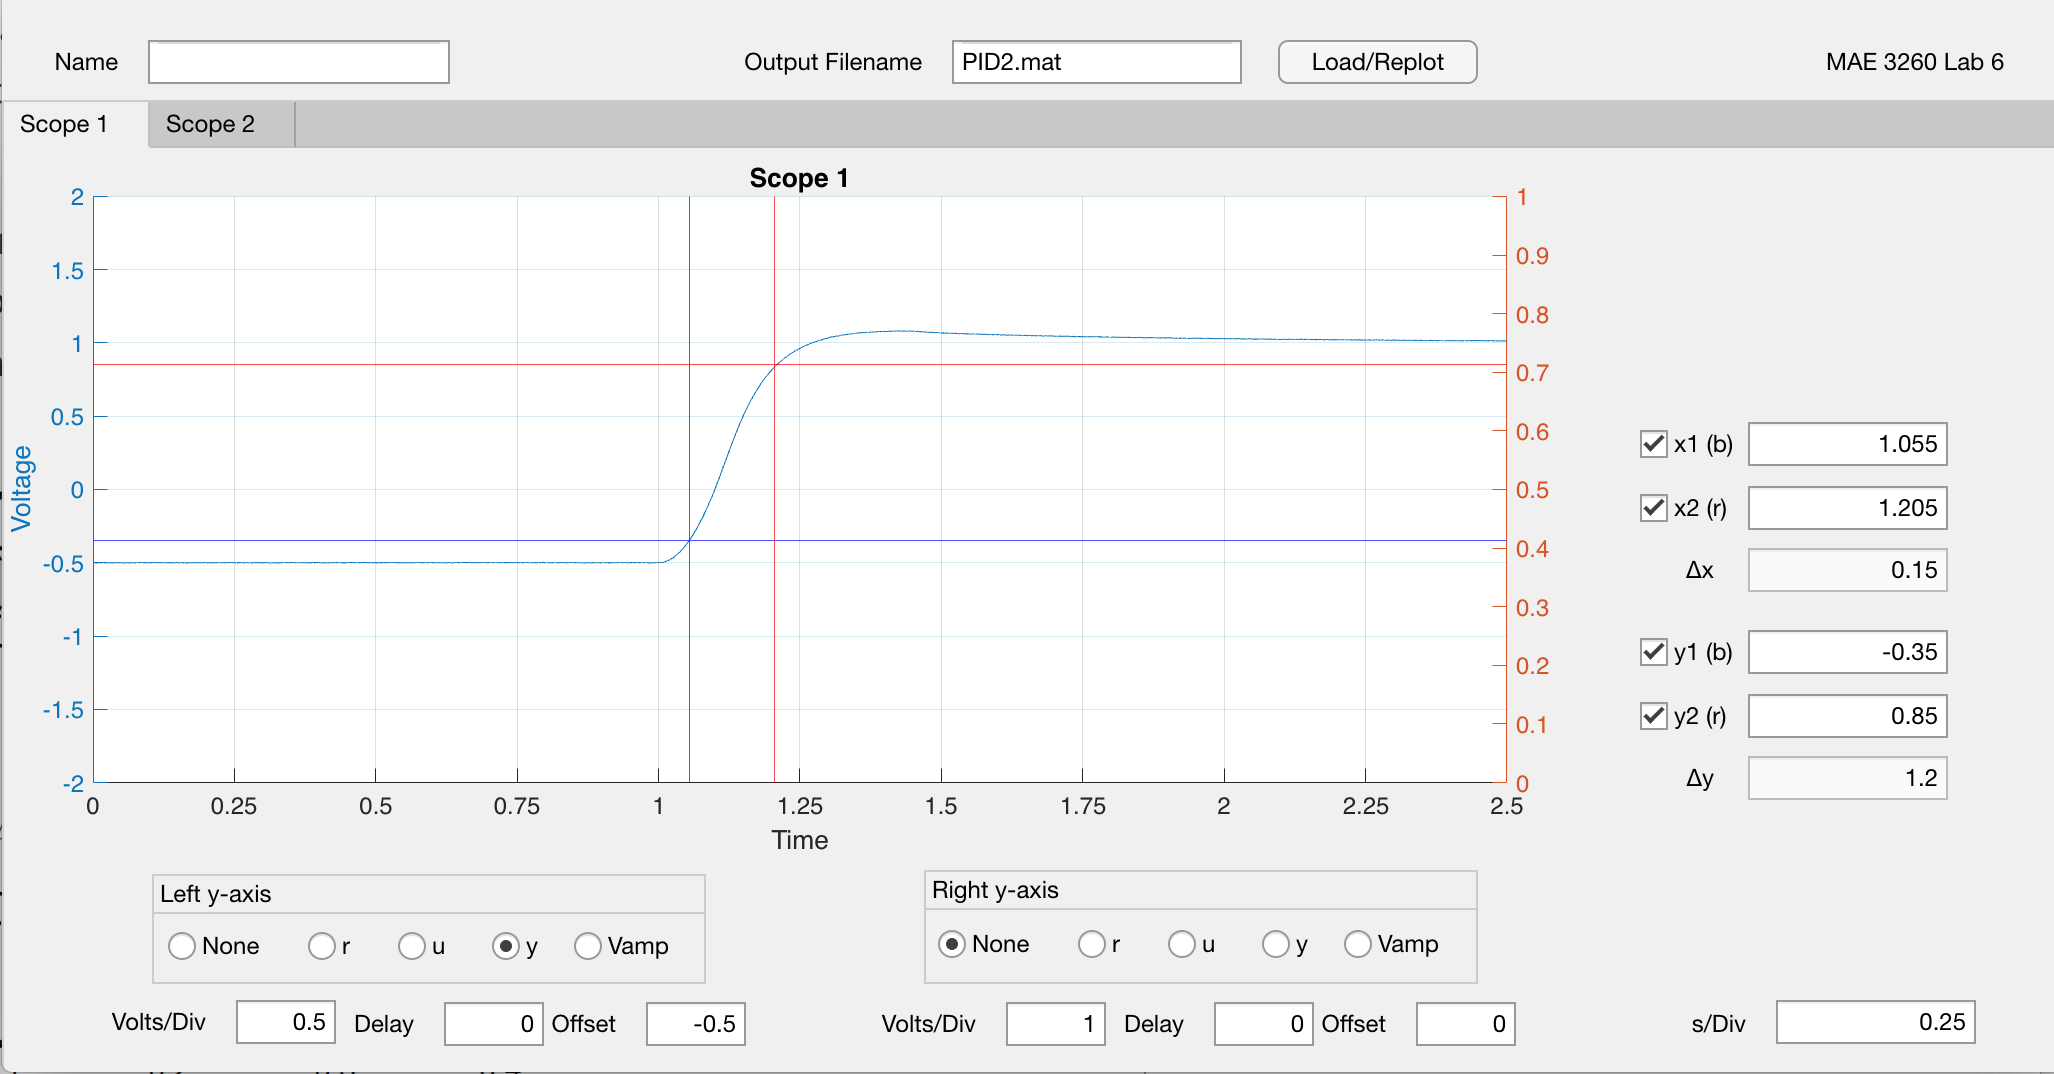 Name
Output Filename PID2.mat Load/Replot MAE 3260 Lab 6
Scope 1 Scope 2
Scope 1
2
1.5
1
0.5
0
-0.5
-1
-1.5
-2
Voltage
1
0.9
0.8
0.7
0.6
0.5
0.4
0.3
0.2
0.1
0
0 0.25 0.5 0.75 1 1.25 1.5 1.75 2 2.25 2.5
Time
x1 (b) 1.055
x2 (r) 1.205
Δx 0.15
y1 (b) -0.35
y2 (r) 0.85
Δy 1.2
Left y-axis
None r u y Vamp
Right y-axis
None r u y Vamp
Volts/Div 0.5 Delay 0 Offset -0.5
Volts/Div 1 Delay 0 Offset 0
s/Div 0.25